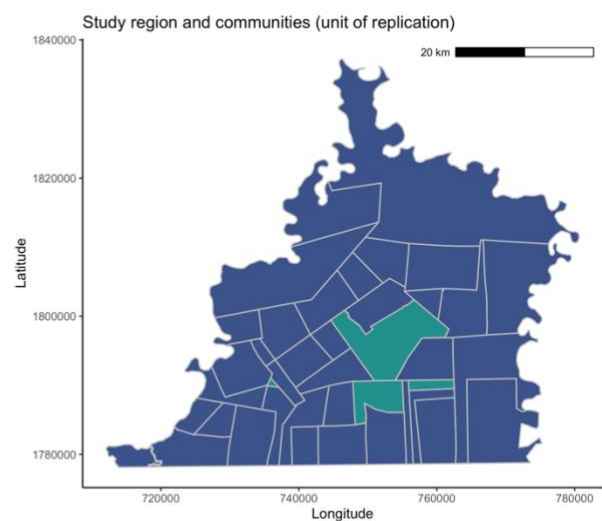 Study region and communities (unit of replication)
1840000
20 km
1820000
Latitude
1800000
1780000
720000 740000 760000 780000
Longitude